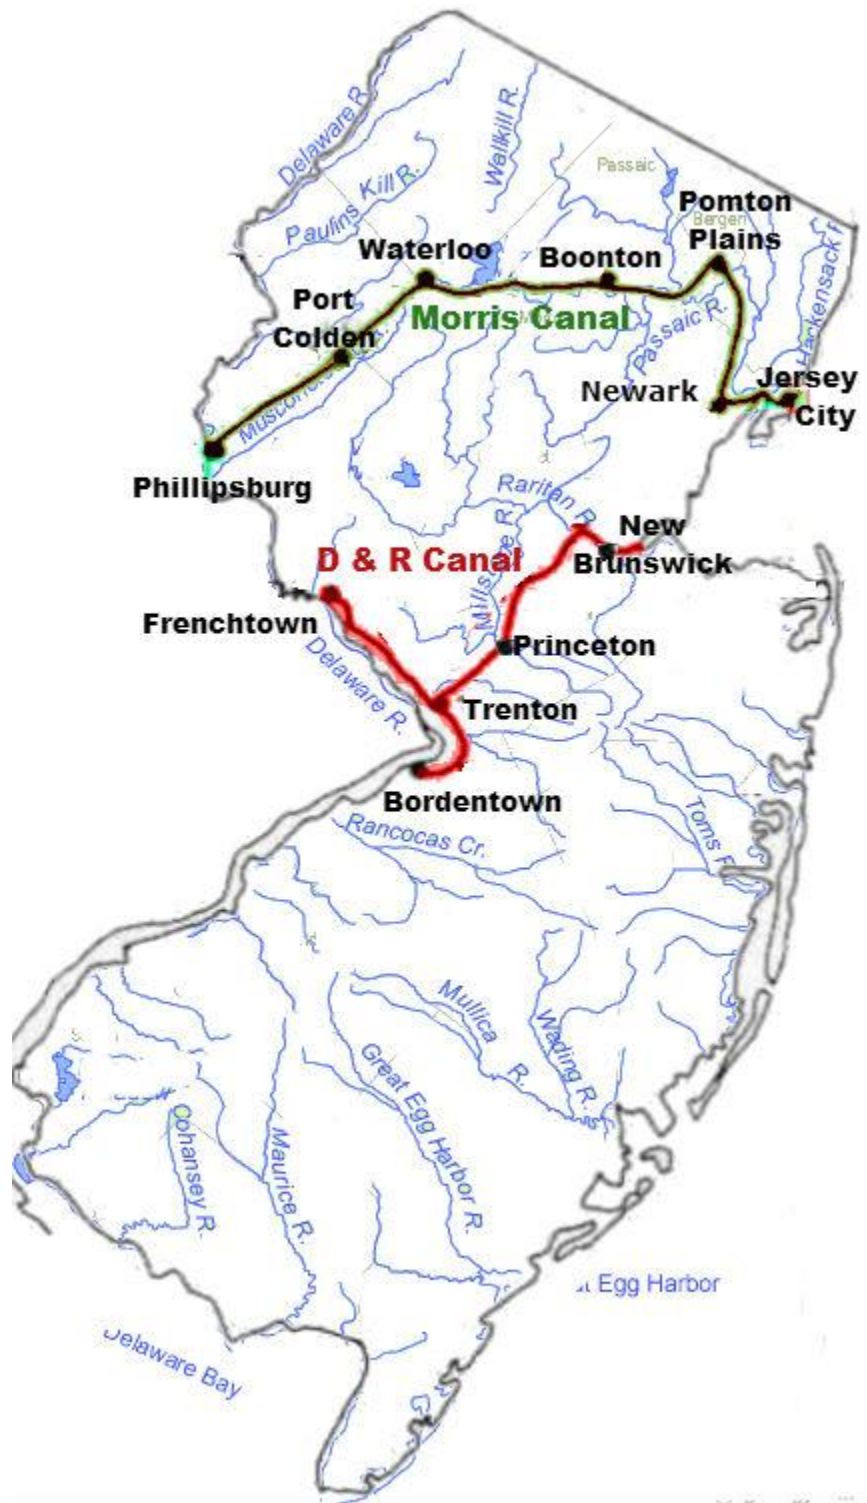 Delaware R.
Wallkill R.
Paulins Kill R.
Passaic
Pomton
Bergen
Plains
Waterloo
Boonton
Port
Colden
Morris Canal
Passaic R.
Hackensack R
Newark
Jersey
City
Phillipsburg
Raritan R.
New
Brunswick
D & R Canal
Millstone R.
Frenchtown
Princeton
Delaware R.
Trenton
Bordentown
Rancocas Cr.
Toms R
Mullica R.
Wading R.
Great Egg Harbor R.
Cohansey R.
Maurice R.
Egg Harbor
Delaware Bay